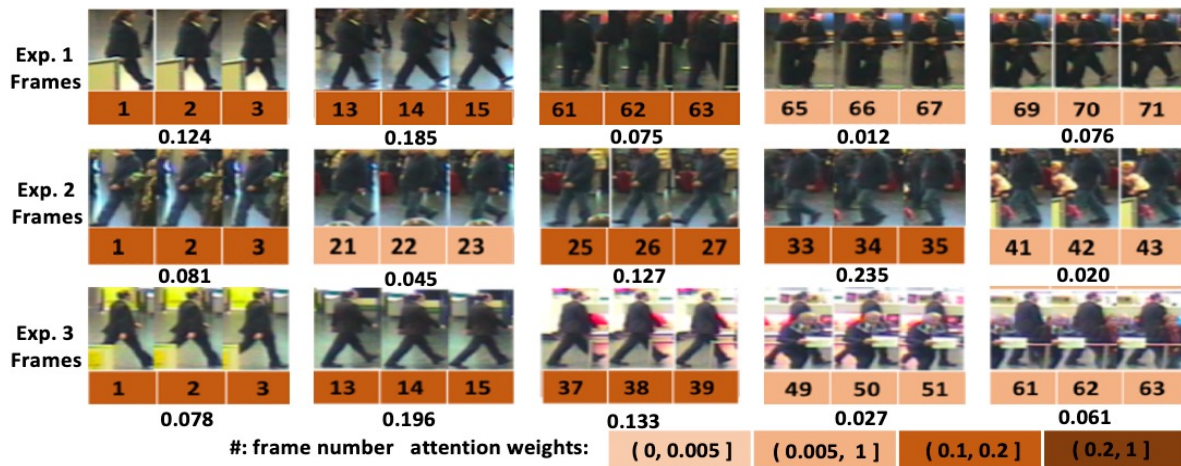 Exp. 1
Frames
1 2 3 13 14 15 61 62 63 65 66 67 69 70 71
0.124 0.185 0.075 0.012 0.076
Exp. 2
Frames
1 2 3 21 22 23 25 26 27 33 34 35 41 42 43
0.081 0.045 0.127 0.235 0.020
Exp. 3
Frames
1 2 3 13 14 15 37 38 39 49 50 51 61 62 63
0.078 0.196 0.133 0.027 0.061
#: frame number attention weights: ( 0, 0.005 ] ( 0.005, 1 ] ( 0.1, 0.2 ] ( 0.2, 1 ]